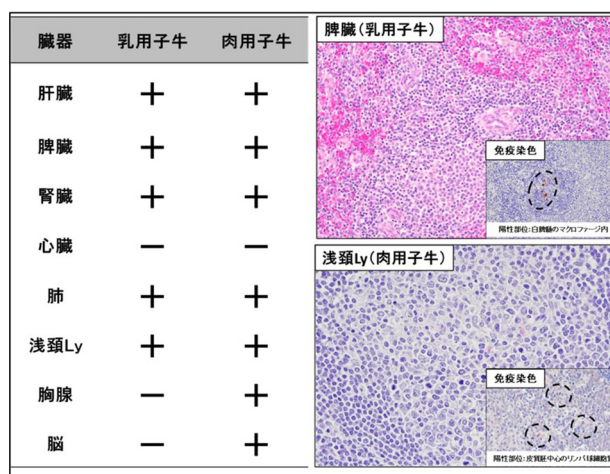 臓器 乳用子牛 肉用子牛
肝臓 + +
脾臓 + +
腎臓 + +
心臓 − −
肺 + +
浅頚Ly + +
胸腺 − +
脳 − +
脾臓(乳用子牛)
免疫染色
陽性部位:白脾髄のマクロファージ内
浅頚Ly(肉用子牛)
免疫染色
陽性部位:皮質胚中心のリンパ球細胞質